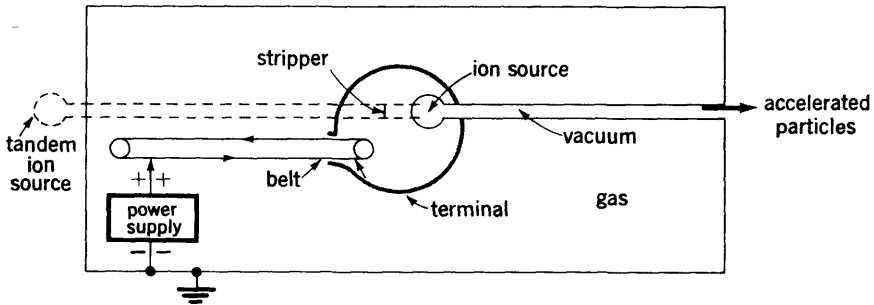 stripper
ion source
accelerated
particles
vacuum
tandem
ion
source
belt
terminal
gas
+ +
power
supply
− −